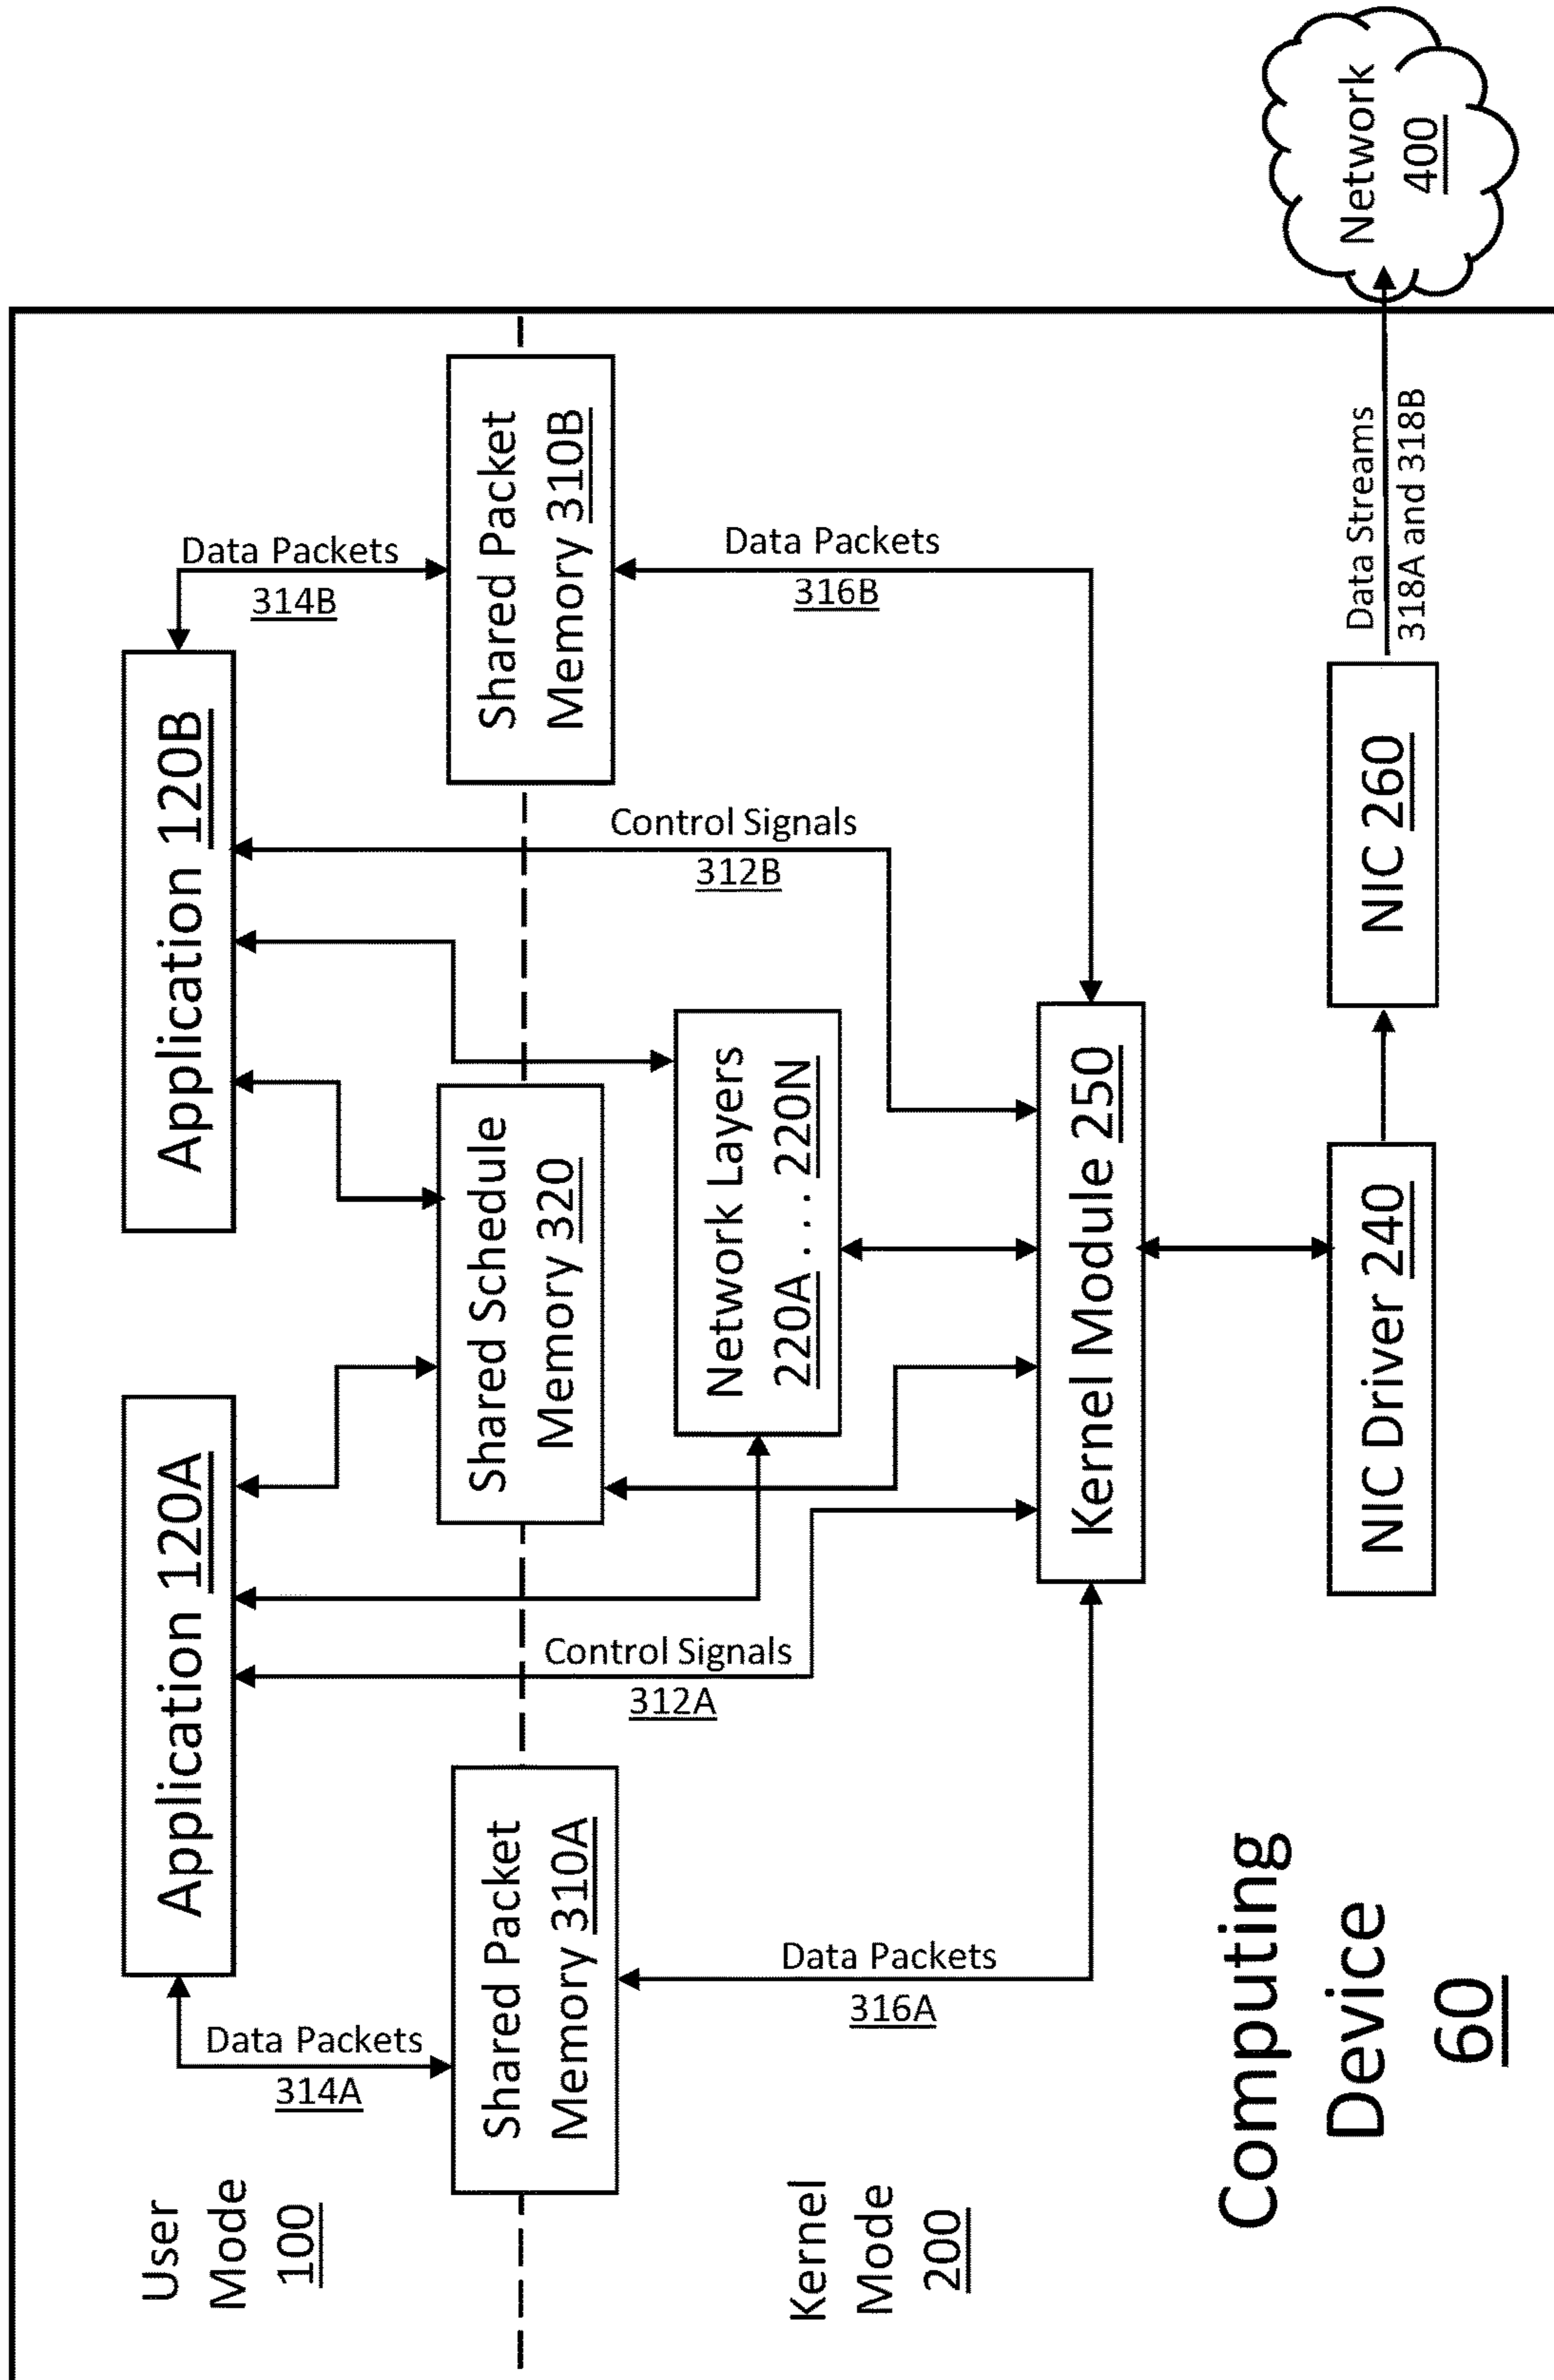 User
Mode
100
Data Packets
314A
Application 120A
Application 120B
Data Packets
314B
Shared Packet
Memory 310A
Shared Schedule
Memory 320
Shared Packet
Memory 310B
Control Signals
312A
Control Signals
312B
Kernel
Mode
200
Data Packets
316A
Network Layers
220A . . . 220N
Data Packets
316B
Kernel Module 250
Computing
Device
60
NIC Driver 240
NIC 260
Data Streams
318A and 318B
Network
400